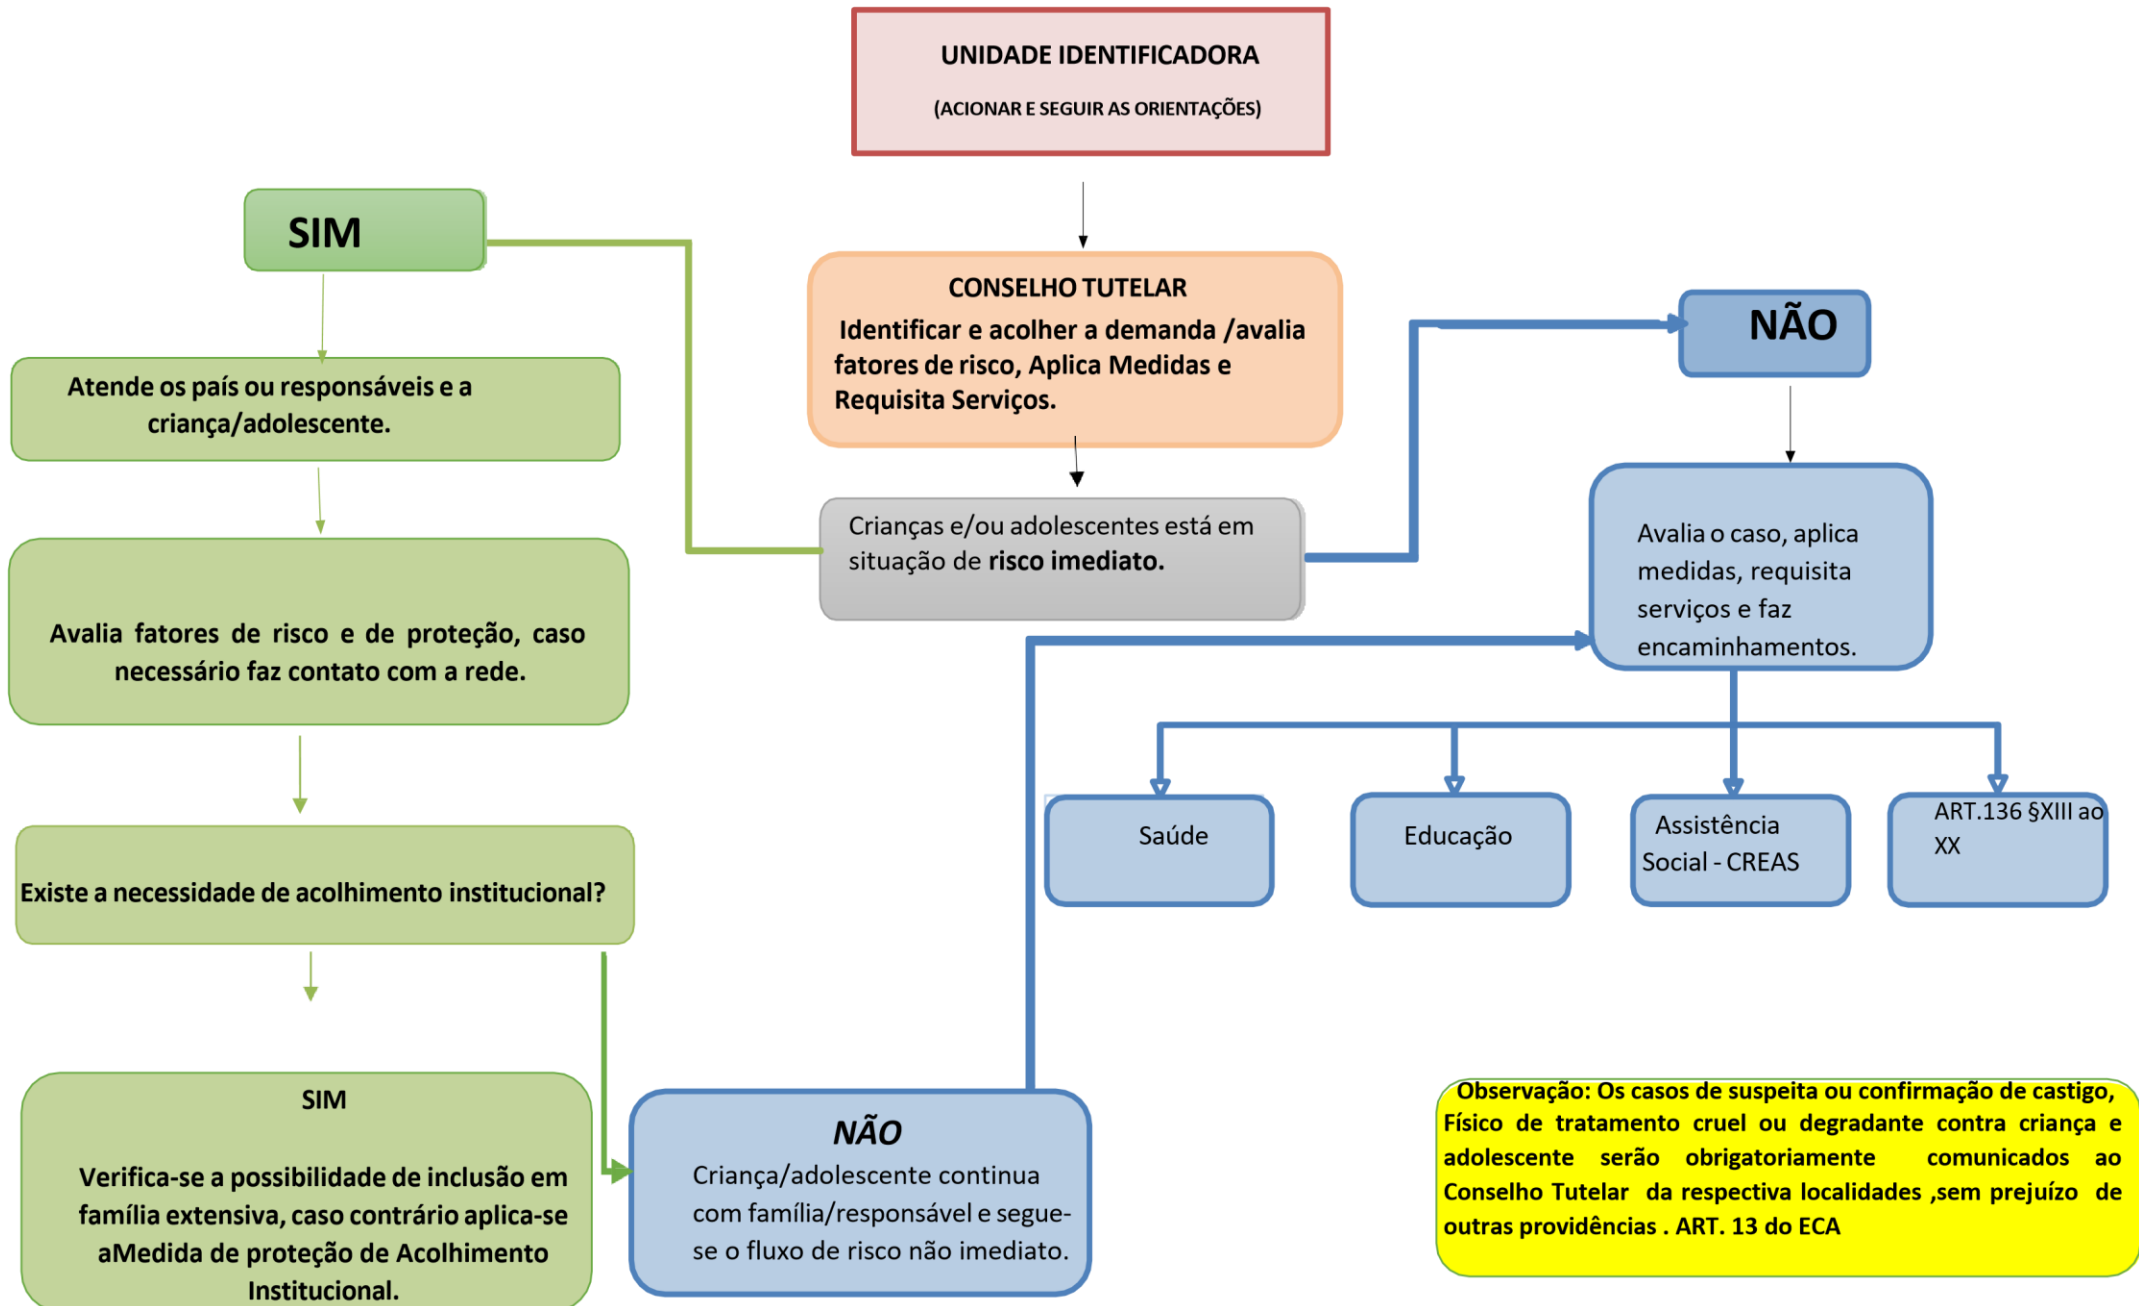 UNIDADE IDENTIFICADORA
(ACIONAR E SEGUIR AS ORIENTAÇÕES)
SIM
CONSELHO TUTELAR
Identificar e acolher a demanda /avalia
fatores de risco, Aplica Medidas e
Requisita Serviços.
NÃO
Atende os país ou responsáveis e a
criança/adolescente.
Crianças e/ou adolescentes está em
situação de risco imediato.
Avalia o caso, aplica
medidas, requisita
serviços e faz
encaminhamentos.
Avalia fatores de risco e de proteção, caso
necessário faz contato com a rede.
Saúde
Educação
Assistência
Social - CREAS
ART.136 §XIII ao
XX
Existe a necessidade de acolhimento institucional?
SIM
Verifica-se a possibilidade de inclusão em
família extensiva, caso contrário aplica-se
aMedida de proteção de Acolhimento
Institucional.
NÃO
Criança/adolescente continua
com família/responsável e segue-
se o fluxo de risco não imediato.
Observação: Os casos de suspeita ou confirmação de castigo,
Físico de tratamento cruel ou degradante contra criança e
adolescente serão obrigatoriamente comunicados ao
Conselho Tutelar da respectiva localidades ,sem prejuízo de
outras providências . ART. 13 do ECA